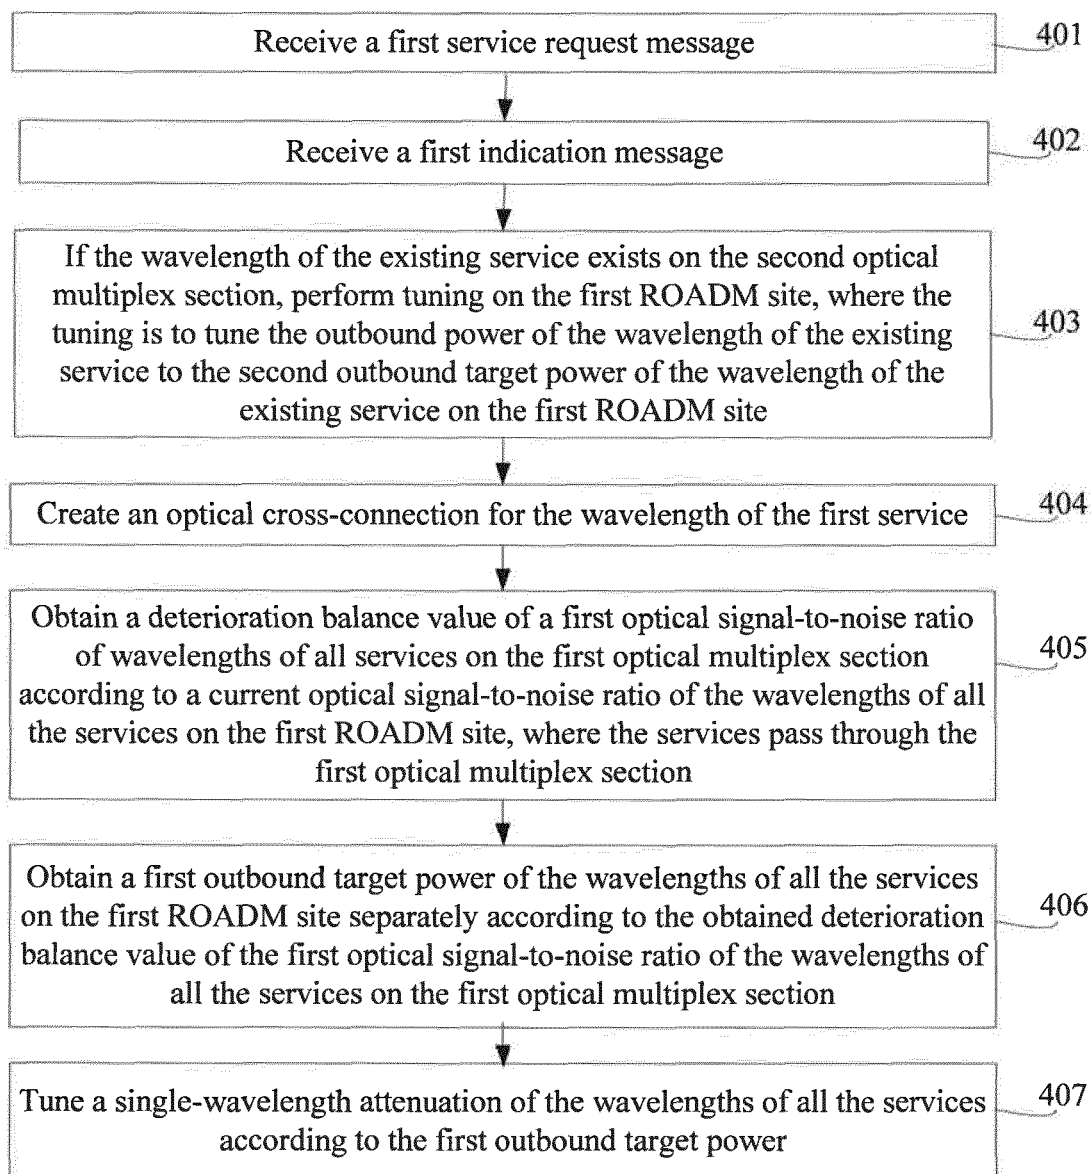 Receive a first service request message
401
Receive a first indication message
402
If the wavelength of the existing service exists on the second optical
multiplex section, perform tuning on the first ROADM site, where the
tuning is to tune the outbound power of the wavelength of the existing
service to the second outbound target power of the wavelength of the
existing service on the first ROADM site
403
Create an optical cross-connection for the wavelength of the first service
404
Obtain a deterioration balance value of a first optical signal-to-noise ratio
of wavelengths of all services on the first optical multiplex section
according to a current optical signal-to-noise ratio of the wavelengths of all
the services on the first ROADM site, where the services pass through the
first optical multiplex section
405
Obtain a first outbound target power of the wavelengths of all the services
on the first ROADM site separately according to the obtained deterioration
balance value of the first optical signal-to-noise ratio of the wavelengths of
all the services on the first optical multiplex section
406
Tune a single-wavelength attenuation of the wavelengths of all the services
according to the first outbound target power
407